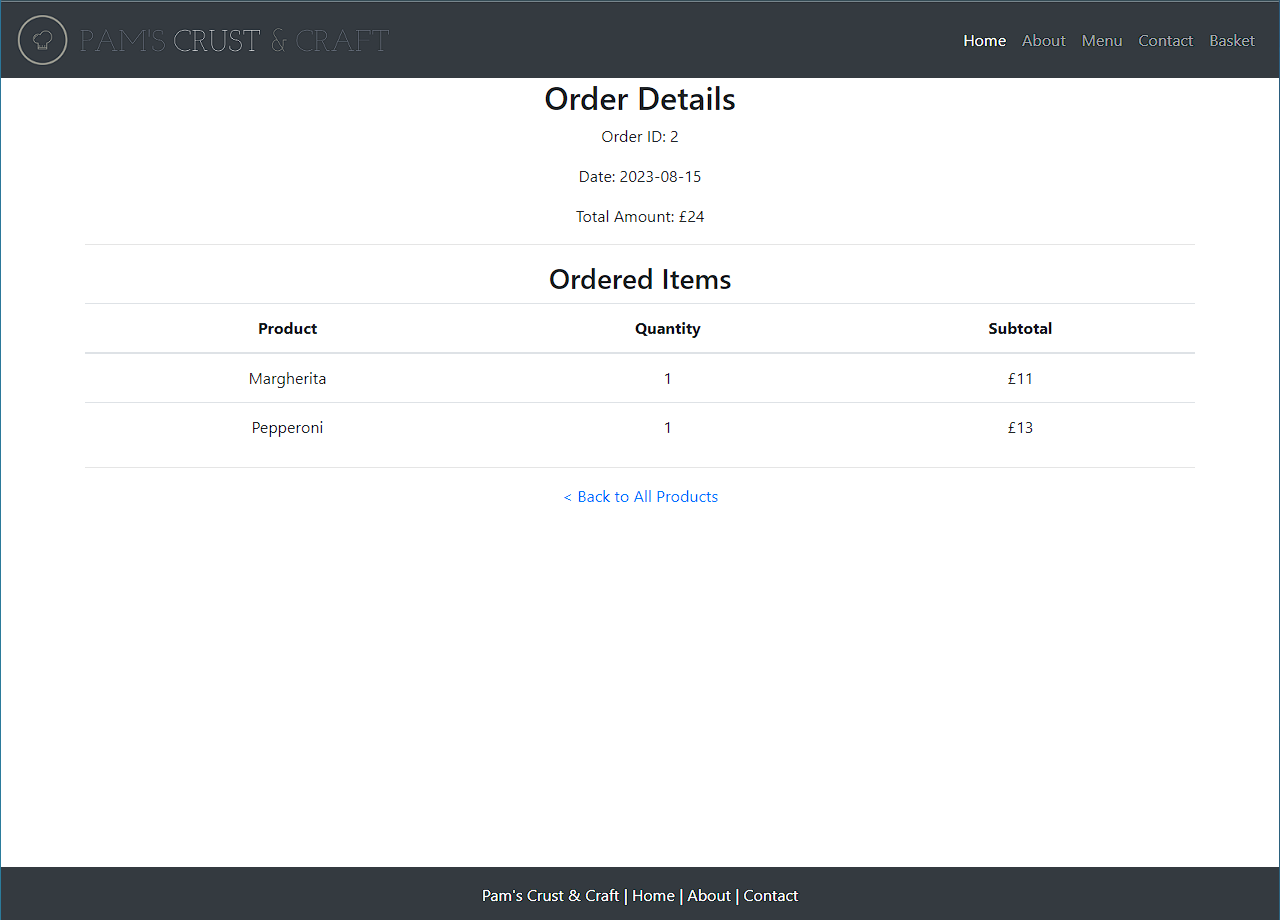 PAM'S CRUST & CRAFT
Home About Menu Contact Basket
Order Details
Order ID: 2
Date: 2023-08-15
Total Amount: £24
Ordered Items
Product Quantity Subtotal
Margherita 1 £11
Pepperoni 1 £13
< Back to All Products
Pam's Crust & Craft | Home | About | Contact